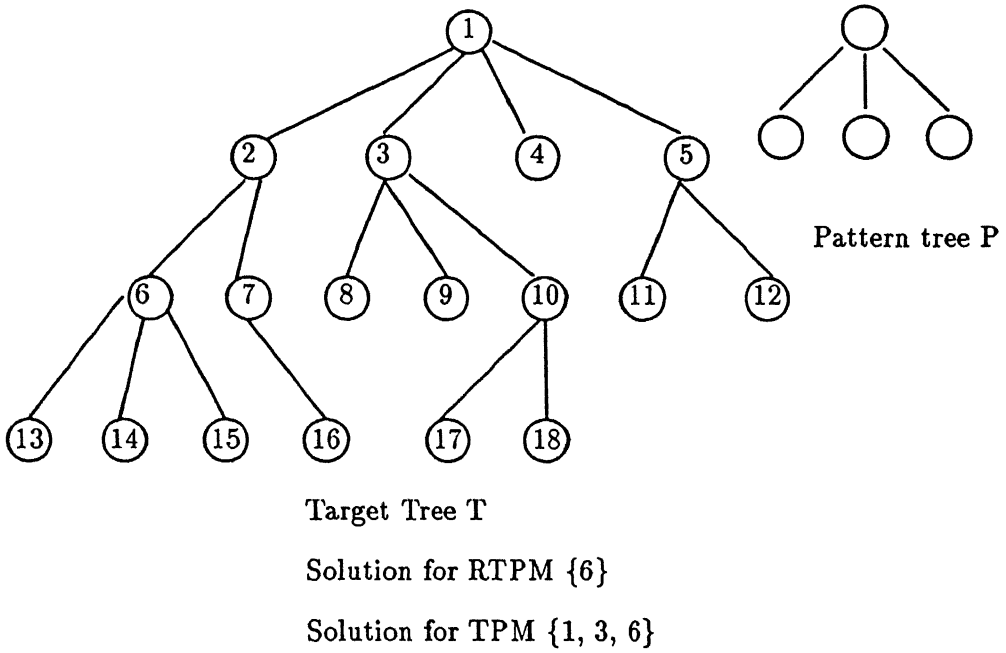 1
2 3 4 5
Pattern tree P
6 7 8 9 10 11 12
13 14 15 16 17 18
Target Tree T
Solution for RTPM {6}
Solution for TPM {1, 3, 6}